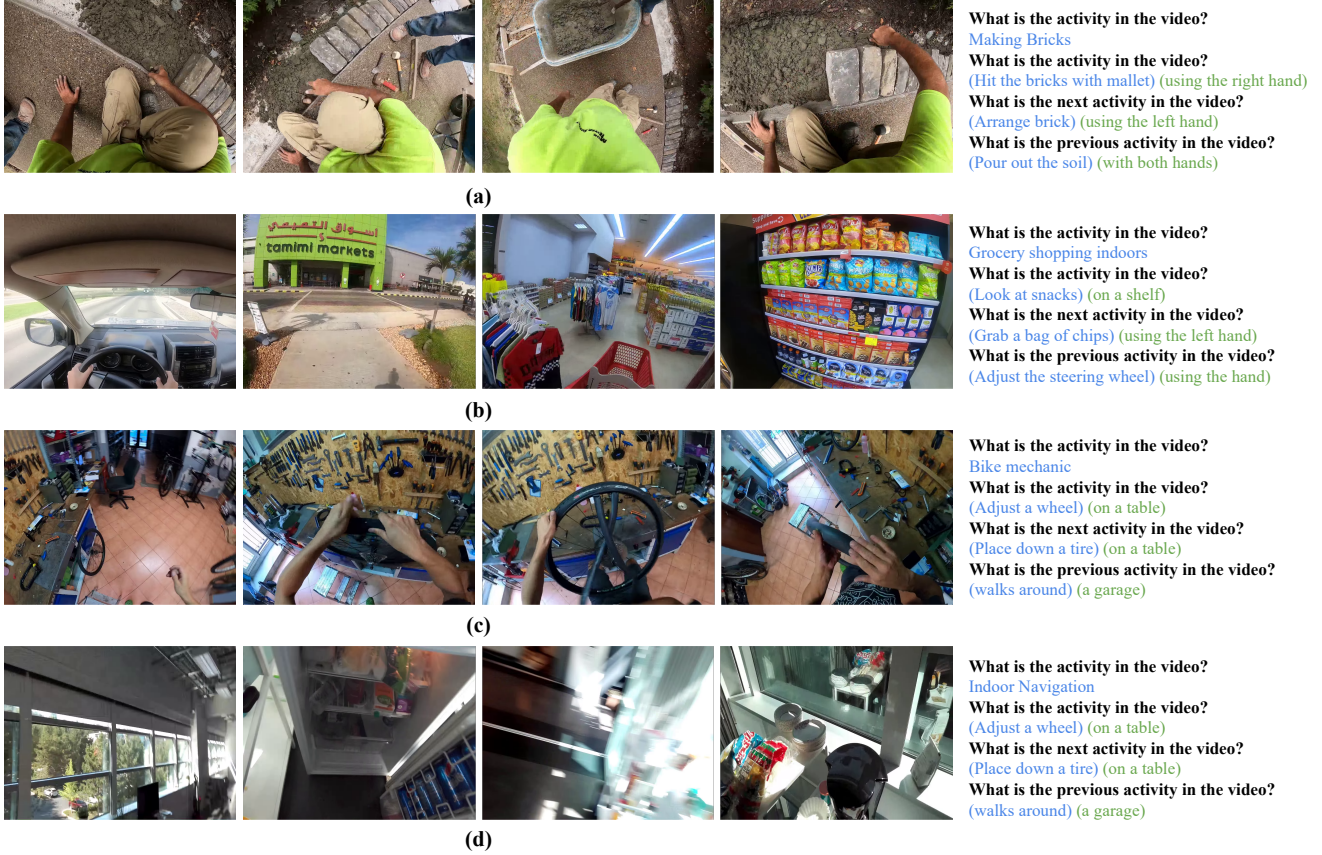 What is the activity in the video?
Making Bricks
What is the activity in the video?
(Hit the bricks with mallet) (using the right hand)
What is the next activity in the video?
(Arrange brick) (using the left hand)
What is the previous activity in the video?
(Pour out the soil) (with both hands)
(a)
أسواق التميمي
tamimi markets
What is the activity in the video?
Grocery shopping indoors
What is the activity in the video?
(Look at snacks) (on a shelf)
What is the next activity in the video?
(Grab a bag of chips) (using the left hand)
What is the previous activity in the video?
(Adjust the steering wheel) (using the hand)
(b)
What is the activity in the video?
Bike mechanic
What is the activity in the video?
(Adjust a wheel) (on a table)
What is the next activity in the video?
(Place down a tire) (on a table)
What is the previous activity in the video?
(walks around) (a garage)
(c)
What is the activity in the video?
Indoor Navigation
What is the activity in the video?
(Adjust a wheel) (on a table)
What is the next activity in the video?
(Place down a tire) (on a table)
What is the previous activity in the video?
(walks around) (a garage)
(d)